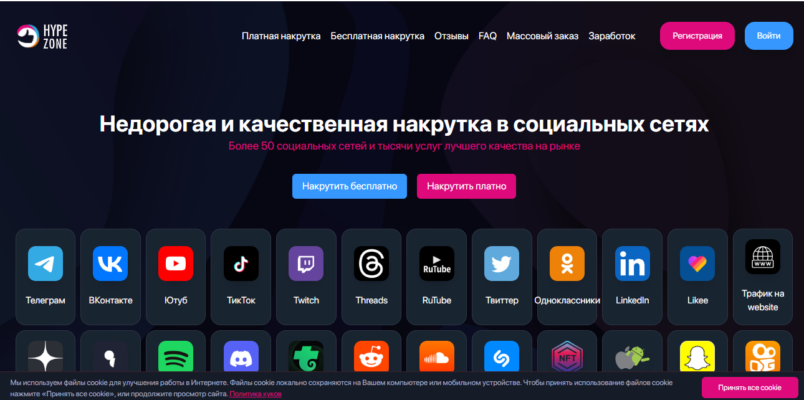 HYPE
ZONE
Платная накрутка Бесплатная накрутка Отзывы FAQ Массовый заказ Заработок Регистрация Войти
Недорогая и качественная накрутка в социальных сетях
Более 50 социальных сетей и тысячи услуг лучшего качества на рынке
Накрутить бесплатно Накрутить платно
RuTube
WWW
Телеграм ВКонтакте Ютуб ТикТок Twitch Threads RuTube Твиттер Одноклассники LinkedIn Likee Трафик на
website
NFT
Мы используем файлы cookie для улучшения работы в Интернете. Файлы cookie локально сохраняются на Вашем компьютере или мобильном устройстве. Чтобы принять использование файлов cookie
нажмите «Принять все cookie», или продолжите просмотр сайта. Политика куков
Принять все cookie